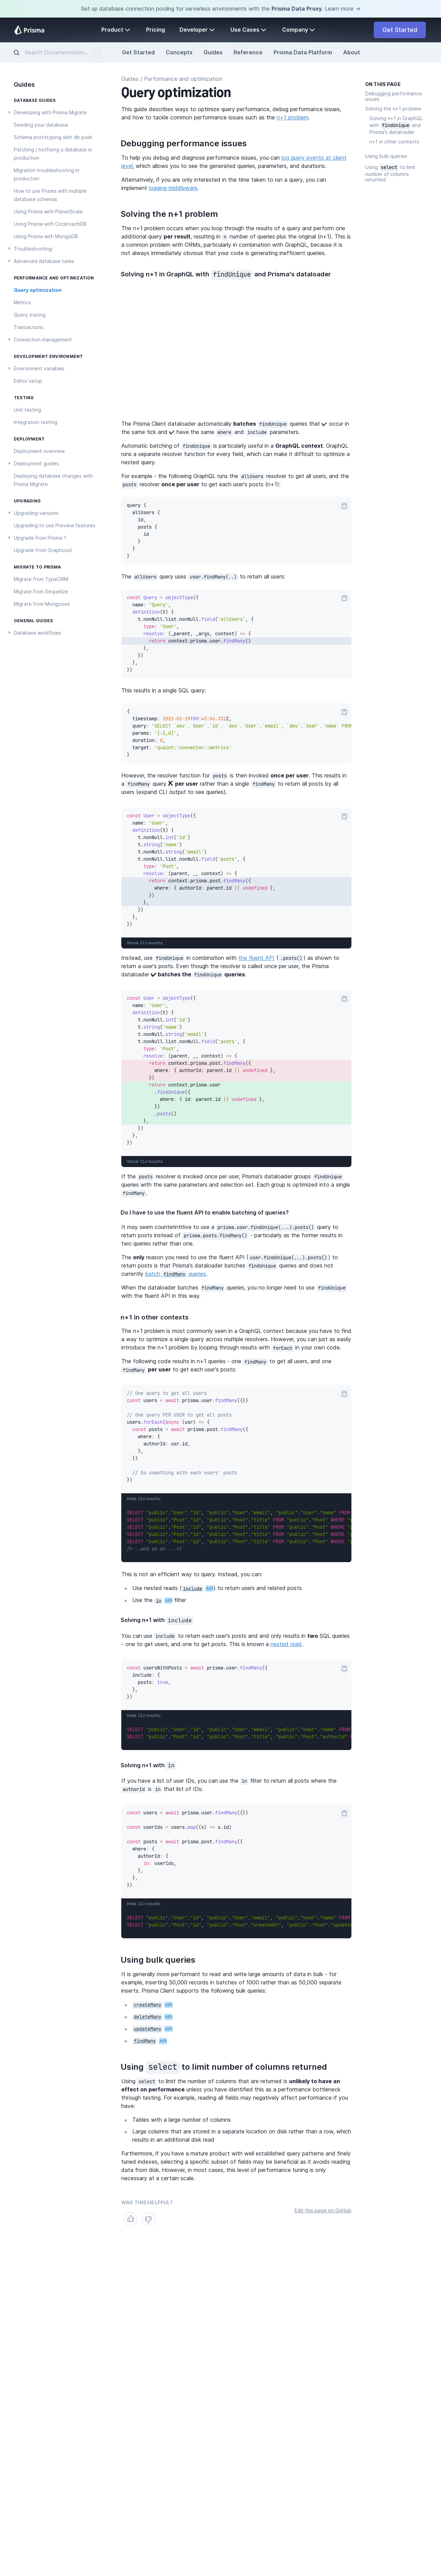 Set up database connection pooling for serverless environments with the Prisma Data Proxy. Learn more →
Prisma
Product
Pricing
Developer
Use Cases
Company
Get Started
Search Documentation...
Get Started
Concepts
Guides
Reference
Prisma Data Platform
About
Guides
DATABASE GUIDES
Developing with Prisma Migrate
Seeding your database
Schema prototyping with db push
Patching / hotfixing a database in
production
Migration troubleshooting in
production
How to use Prisma with multiple
database schemas
Using Prisma with PlanetScale
Using Prisma with CockroachDB
Using Prisma with MongoDB
Troubleshooting
Advanced database tasks
PERFORMANCE AND OPTIMIZATION
Query optimization
Metrics
Query tracing
Transactions
Connection management
DEVELOPMENT ENVIRONMENT
Environment variables
Editor setup
TESTING
Unit testing
Integration testing
DEPLOYMENT
Deployment overview
Deployment guides
Deploying database changes with
Prisma Migrate
UPGRADING
Upgrading versions
Upgrading to use Preview features
Upgrade from Prisma 1
Upgrade from Graphcool
MIGRATE TO PRISMA
Migrate from TypeORM
Migrate from Sequelize
Migrate from Mongoose
GENERAL GUIDES
Database workflows
Guides / Performance and optimization
Query optimization
This guide describes ways to optimize query performance, debug performance issues,
and how to tackle common performance issues such as the n+1 problem.
Debugging performance issues
To help you debug and diagnose performance issues, you can log query events at client
level, which allows you to see the generated queries, parameters, and durations.
Alternatively, if you are only interested in the time taken to run a query, you can
implement logging middleware.
Solving the n+1 problem
The n+1 problem occurs when you loop through the results of a query and perform one
additional query per result, resulting in n number of queries plus the original (n+1). This is
a common problem with ORMs, particularly in combination with GraphQL, because it is
not always immediately obvious that your code is generating inefficient queries.
Solving n+1 in GraphQL with findUnique and Prisma's dataloader
The Prisma Client dataloader automatically batches findUnique queries that ✔ occur in
the same tick and ✔ have the same where and include parameters.
Automatic batching of findUnique is particularly useful in a GraphQL context. GraphQL
runs a separate resolver function for every field, which can make it difficult to optimize a
nested query.
For example - the following GraphQL runs the allUsers resolver to get all users, and the
posts resolver once per user to get each user's posts (n+1):
query {
allUsers {
id,
posts {
id
}
}
}
The allUsers query uses user.findMany(..) to return all users:
const Query = objectType({
name: 'Query',
definition(t) {
t.nonNull.list.nonNull.field('allUsers', {
type: 'User',
resolve: (_parent, _args, context) => {
return context.prisma.user.findMany()
},
})
},
})
This results in a single SQL query:
{
timestamp: 2021-02-19T09:43:06.332Z,
query: 'SELECT `dev`.`User`.`id`, `dev`.`User`.`email`, `dev`.`User`.`name` FROM
params: '[-1,0]',
duration: 0,
target: 'quaint::connector::metrics'
}
However, the resolver function for posts is then invoked once per user. This results in
a findMany query ✘ per user rather than a single findMany to return all posts by all
users (expand CLI output to see queries).
const User = objectType({
name: 'User',
definition(t) {
t.nonNull.int('id')
t.string('name')
t.nonNull.string('email')
t.nonNull.list.nonNull.field('posts', {
type: 'Post',
resolve: (parent, _, context) => {
return context.prisma.post.findMany({
where: { authorId: parent.id || undefined },
})
},
})
},
})
Show CLI results
Instead, use findUnique in combination with the fluent API (.posts()) as shown to
return a user's posts. Even though the resolver is called once per user, the Prisma
dataloader ✔ batches the findUnique queries.
const User = objectType({
name: 'User',
definition(t) {
t.nonNull.int('id')
t.string('name')
t.nonNull.string('email')
t.nonNull.list.nonNull.field('posts', {
type: 'Post',
resolve: (parent, _, context) => {
return context.prisma.post.findMany({
where: { authorId: parent.id || undefined },
})
return context.prisma.user
.findUnique({
where: { id: parent.id || undefined },
})
.posts()
},
})
},
})
Show CLI results
If the posts resolver is invoked once per user, Prisma's dataloader groups findUnique
queries with the same parameters and selection set. Each group is optimized into a single
findMany.
Do I have to use the fluent API to enable batching of queries?
It may seem counterintitive to use a prisma.user.findUnique(...).posts() query to
return posts instead of prisma.posts.findMany() - particularly as the former results in
two queries rather than one.
The only reason you need to use the fluent API (user.findUnique(...).posts()) to
return posts is that Prisma's dataloader batches findUnique queries and does not
currently batch findMany queries.
When the dataloader batches findMany queries, you no longer need to use findUnique
with the fluent API in this way.
n+1 in other contexts
The n+1 problem is most commonly seen in a GraphQL context because you have to find
a way to optimize a single query across multiple resolvers. However, you can just as easily
introduce the n+1 problem by looping through results with forEach in your own code.
The following code results in n+1 queries - one findMany to get all users, and one
findMany per user to get each user's posts:
// One query to get all users
const users = await prisma.user.findMany({})
// One query PER USER to get all posts
users.forEach(async (usr) => {
const posts = await prisma.post.findMany({
where: {
authorId: usr.id,
},
})
// Do something with each users' posts
})
Hide CLI results
SELECT "public"."User"."id", "public"."User"."email", "public"."User"."name" FROM
SELECT "public"."Post"."id", "public"."Post"."title" FROM "public"."Post" WHERE "p
SELECT "public"."Post"."id", "public"."Post"."title" FROM "public"."Post" WHERE "p
SELECT "public"."Post"."id", "public"."Post"."title" FROM "public"."Post" WHERE "p
SELECT "public"."Post"."id", "public"."Post"."title" FROM "public"."Post" WHERE "p
/* ..and so on .. */
This is not an efficient way to query. Instead, you can:
Use nested reads (include API) to return users and related posts
Use the in API filter
Solving n+1 with include
You can use include to return each user's posts and and only results in two SQL queries
- one to get users, and one to get posts. This is known a nested read.
const usersWithPosts = await prisma.user.findMany({
include: {
posts: true,
},
})
Hide CLI results
SELECT "public"."User"."id", "public"."User"."email", "public"."User"."name" FROM
SELECT "public"."Post"."id", "public"."Post"."title", "public"."Post"."authorId"
Solving n+1 with in
If you have a list of user IDs, you can use the in filter to return all posts where the
authorId is in that list of IDs:
const users = await prisma.user.findMany({})
const userIds = users.map((x) => x.id)
const posts = await prisma.post.findMany({
where: {
authorId: {
in: userIds,
},
},
})
Hide CLI results
SELECT "public"."User"."id", "public"."User"."email", "public"."User"."name" FROM
SELECT "public"."Post"."id", "public"."Post"."createdAt", "public"."Post"."update
Using bulk queries
It is generally more performant to read and write large amounts of data in bulk - for
example, inserting 50,000 records in batches of 1000 rather than as 50,000 separate
inserts. Prisma Client supports the following bulk queries:
createMany API
deleteMany API
updateMany API
findMany API
Using select to limit number of columns returned
Using select to limit the number of columns that are returned is unlikely to have an
effect on performance unless you have identified this as a performance bottleneck
through testing. For example, reading all fields may negatively affect performance if you
have:
Tables with a large number of columns
Large columns that are stored in a separate location on disk rather than a row, which
results in an additional disk read
Furthermore, if you have a mature product with well established query patterns and finely
tuned indexes, selecting a specific subset of fields may be beneficial as it avoids reading
data from disk. However, in most cases, this level of performance tuning is only
necessary at a certain scale.
WAS THIS HELPFUL?
Edit this page on GitHub
ON THIS PAGE
Debugging performance
issues
Solving the n+1 problem
Solving n+1 in GraphQL
with findUnique and
Prisma's dataloader
n+1 in other contexts
Using bulk queries
Using select to limit
number of columns
returned